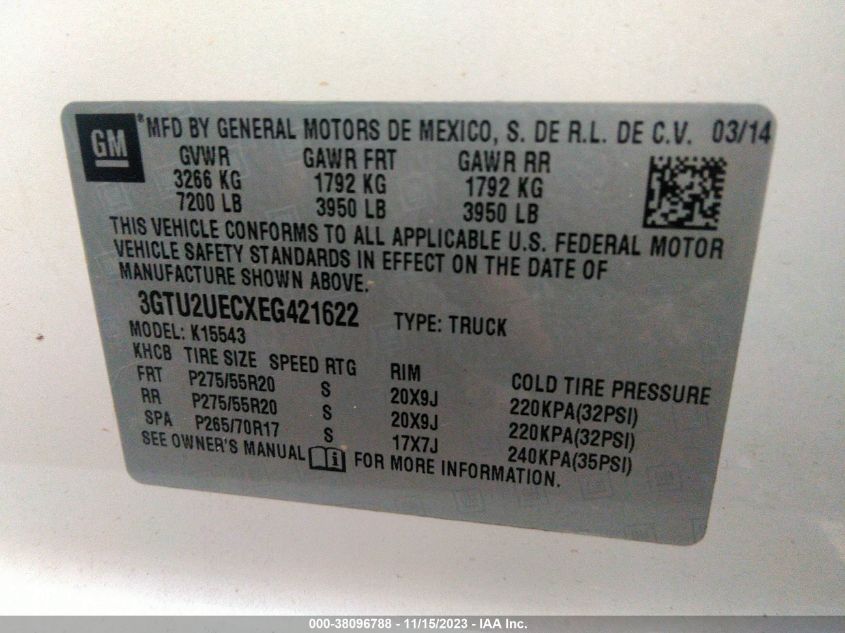 GM ® MFD BY GENERAL MOTORS DE MEXICO, S. DE R.L. DE C.V. 03/14
GVWR GAWR FRT GAWR RR
3266 KG 1792 KG 1792 KG
7200 LB 3950 LB 3950 LB
THIS VEHICLE CONFORMS TO ALL APPLICABLE U.S. FEDERAL MOTOR
VEHICLE SAFETY STANDARDS IN EFFECT ON THE DATE OF
MANUFACTURE SHOWN ABOVE.
3GTU2UECXEG421622 TYPE: TRUCK
MODEL: K15543
KHCB TIRE SIZE SPEED RTG RIM COLD TIRE PRESSURE
FRT P275/55R20 S 20X9J 220KPA(32PSI)
RR P275/55R20 S 20X9J 220KPA(32PSI)
SPA P265/70R17 S 17X7J 240KPA(35PSI)
SEE OWNER'S MANUAL i FOR MORE INFORMATION.
000-38096788 - 11/15/2023 - IAA Inc.